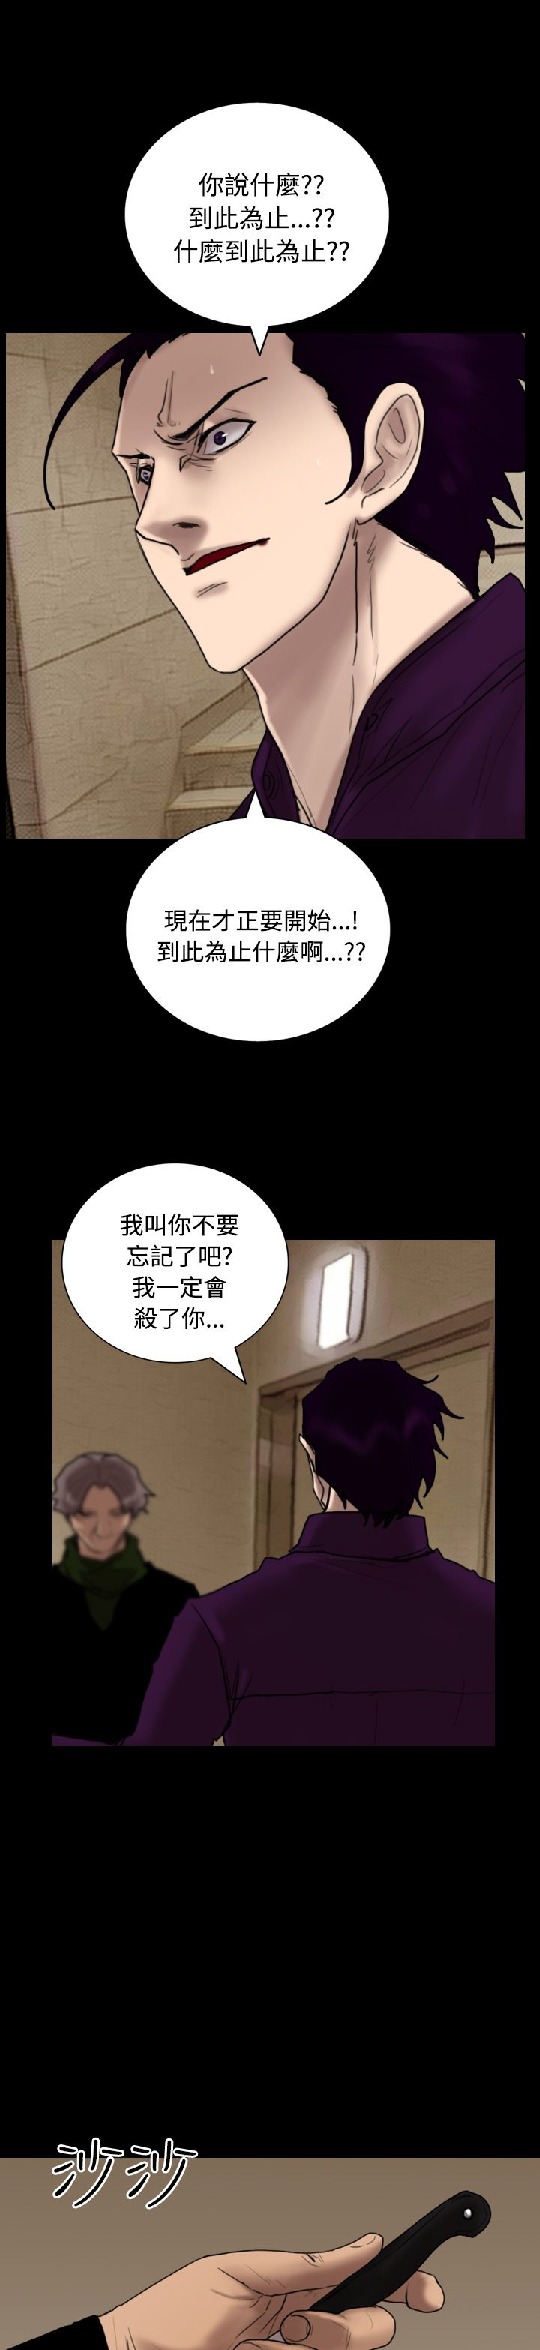 你說什麼??
到此為止...??
什麼到此為止??
現在才正要開始...!
到此為止什麼啊...??
我叫你不要
忘記了吧?
我一定會
殺了你...
沙沙